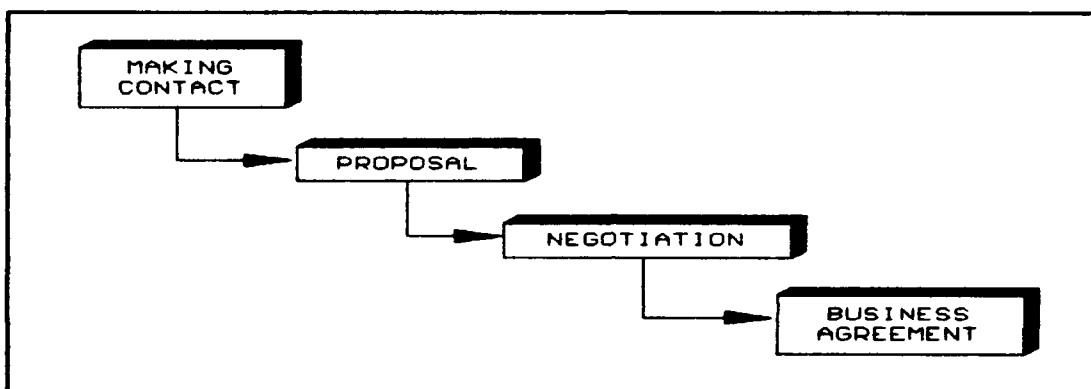 MAKING
CONTACT
PROPOSAL
NEGOTIATION
BUSINESS
AGREEMENT